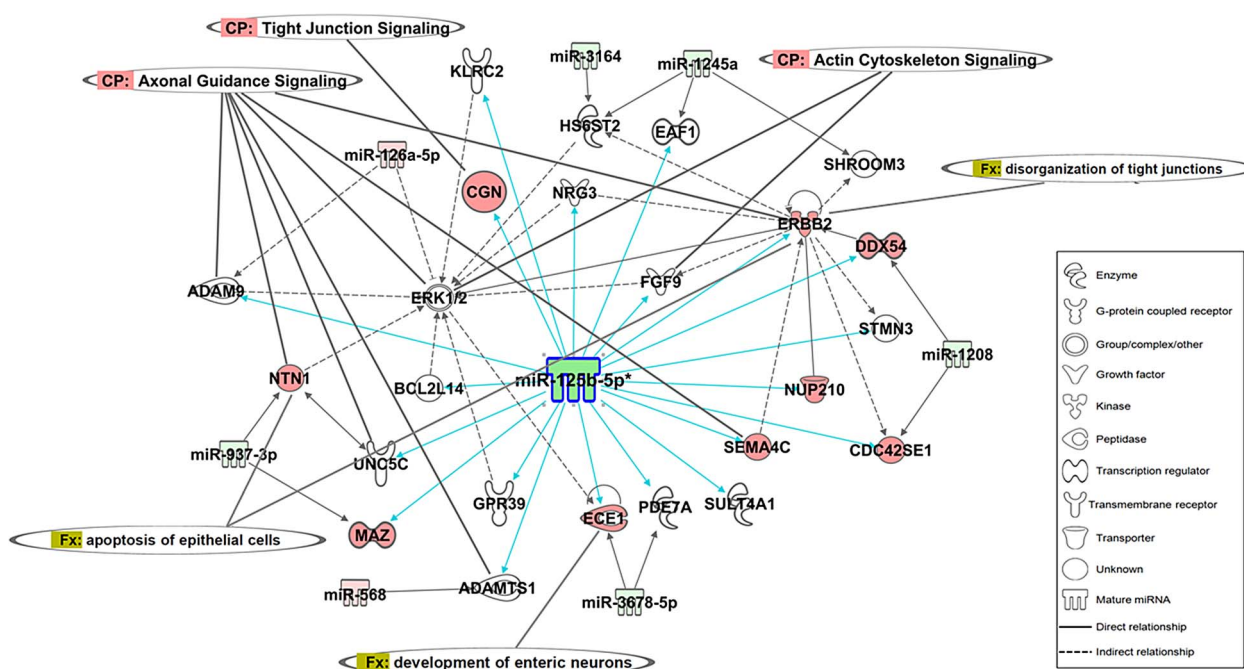 CP: Tight Junction Signaling
miR-3164
KLRC2
miR-1245a
CP: Actin Cytoskeleton Signaling
CP: Axonal Guidance Signaling
HS6ST2
EAF1
miR-126a-5p
SHROOM3
Fx: disorganization of tight junctions
CGN
NRG3
ERBB2
DDX54
ADAM9
ERK1/2
FGF9
STMN3
miR-1208
NTN1
BCL2L14
miR-125b-5p*
NUP210
miR-937-3p
UNC5C
SEMA4C
CDC42SE1
GPR39
ECE1
PDE7A
SULT4A1
MAZ
Fx: apoptosis of epithelial cells
miR-568
ADAMTS1
miR-3678-5p
Fx: development of enteric neurons
Enzyme
G-protein coupled receptor
Group/complex/other
Growth factor
Kinase
Peptidase
Transcription regulator
Transmembrane receptor
Transporter
Unknown
Mature miRNA
Direct relationship
Indirect relationship